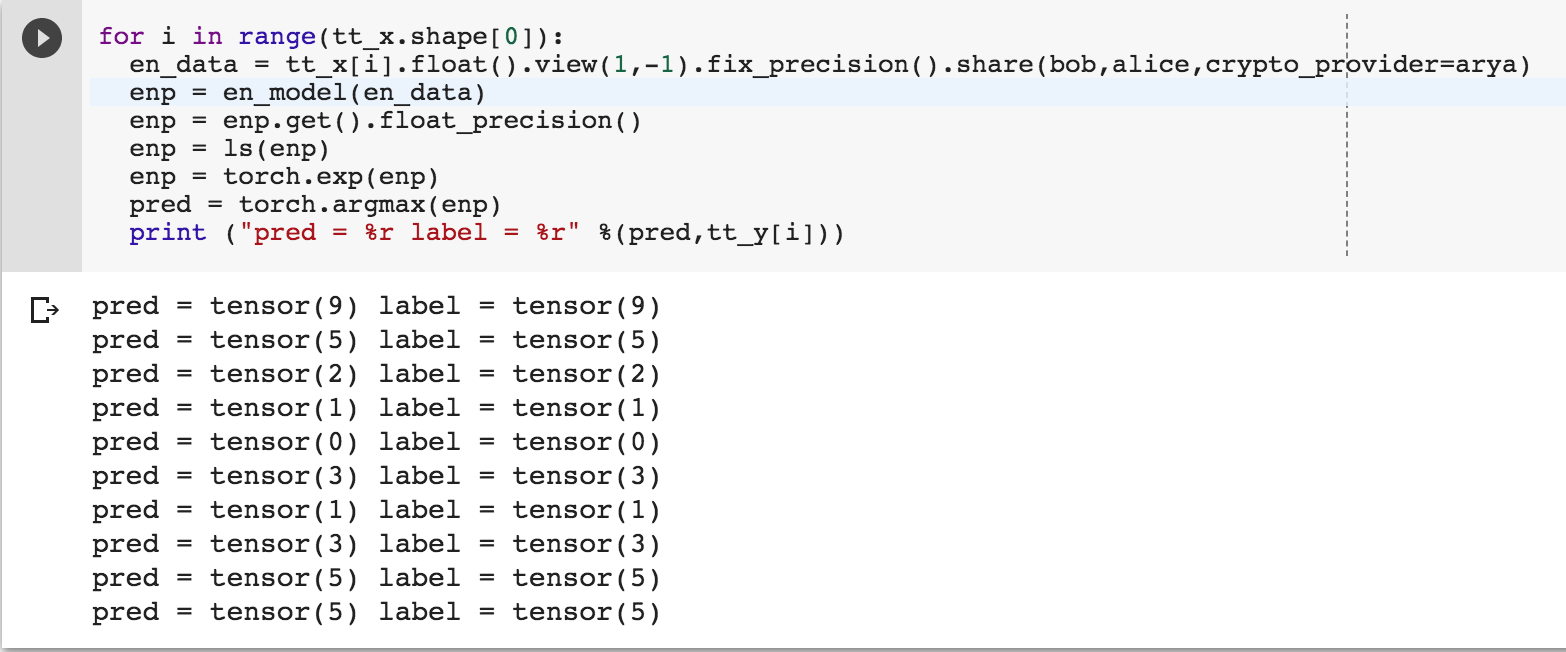 for i in range(tt_x.shape[0]):
  en_data = tt_x[i].float().view(1,-1).fix_precision().share(bob,alice,crypto_provider=arya)
  enp = en_model(en_data)
  enp = enp.get().float_precision()
  enp = ls(enp)
  enp = torch.exp(enp)
  pred = torch.argmax(enp)
  print ("pred = %r label = %r" %(pred,tt_y[i]))
pred = tensor(9) label = tensor(9)
pred = tensor(5) label = tensor(5)
pred = tensor(2) label = tensor(2)
pred = tensor(1) label = tensor(1)
pred = tensor(0) label = tensor(0)
pred = tensor(3) label = tensor(3)
pred = tensor(1) label = tensor(1)
pred = tensor(3) label = tensor(3)
pred = tensor(5) label = tensor(5)
pred = tensor(5) label = tensor(5)